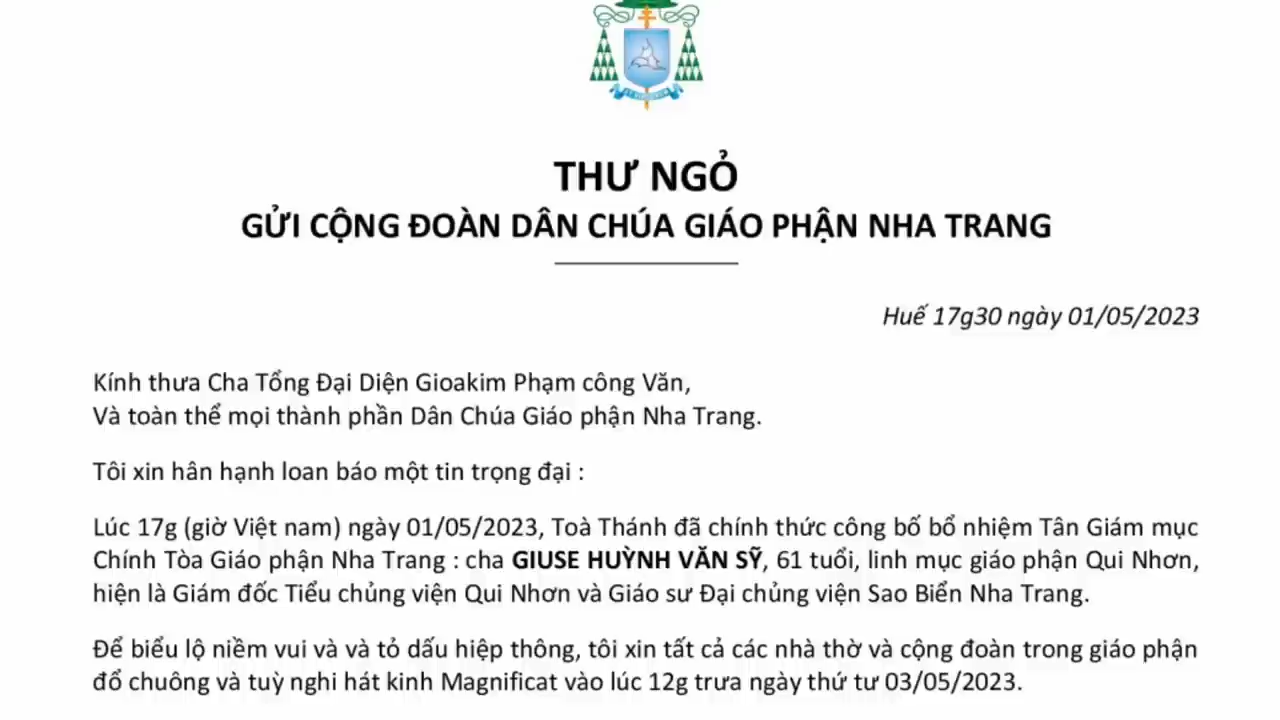 THƯ NGỎ
GỬI CỘNG ĐOÀN DÂN CHÚA GIÁO PHẬN NHA TRANG
Huế 17g30 ngày 01/05/2023
Kính thưa Cha Tổng Đại Diện Gioakim Phạm công Văn,
Và toàn thể mọi thành phần Dân Chúa Giáo phận Nha Trang.
Tôi xin hân hạnh loan báo một tin trọng đại :
Lúc 17g (giờ Việt nam) ngày 01/05/2023, Toà Thánh đã chính thức công bố bổ nhiệm Tân Giám mục
Chính Tòa Giáo phận Nha Trang : cha GIUSE HUỲNH VĂN SỸ, 61 tuổi, linh mục giáo phận Qui Nhơn,
hiện là Giám đốc Tiểu chủng viện Qui Nhơn và Giáo sư Đại chủng viện Sao Biển Nha Trang.
Để biểu lộ niềm vui và và tỏ dấu hiệp thông, tôi xin tất cả các nhà thờ và cộng đoàn trong giáo phận
đổ chuông và tuỳ nghi hát kinh Magnificat vào lúc 12g trưa ngày thứ tư 03/05/2023.